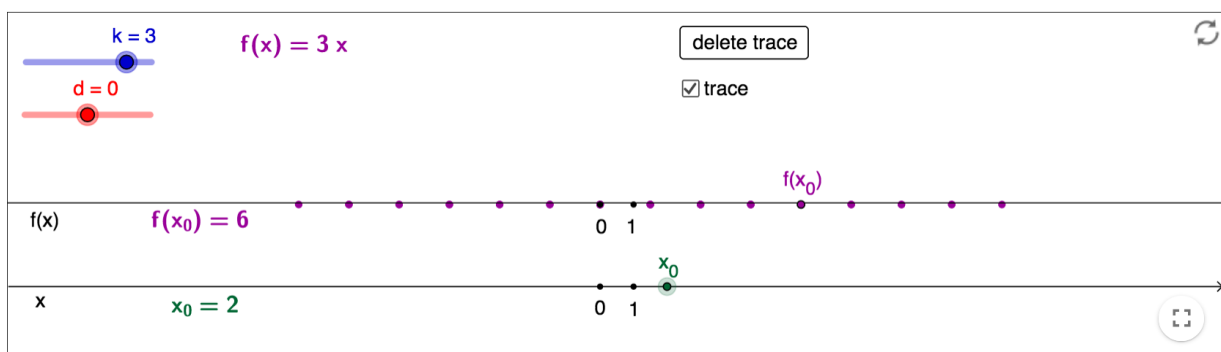 k = 3
f(x) = 3 x
delete trace
d = 0
trace
f(x₀)
f(x)
f(x₀) = 6
0
1
x₀
x
x₀ = 2
0
1